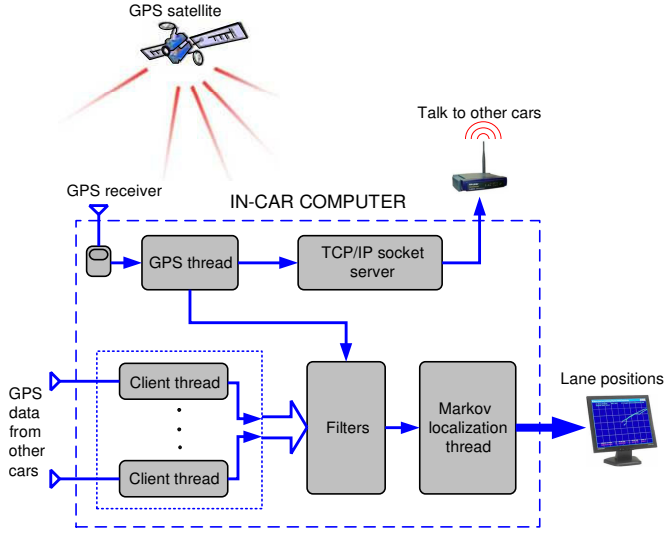 GPS satellite
Talk to other cars
GPS receiver
IN-CAR COMPUTER
GPS thread
TCP/IP socket
server
GPS
data
from
other
cars
Client thread
Client thread
Filters
Markov
localization
thread
Lane positions